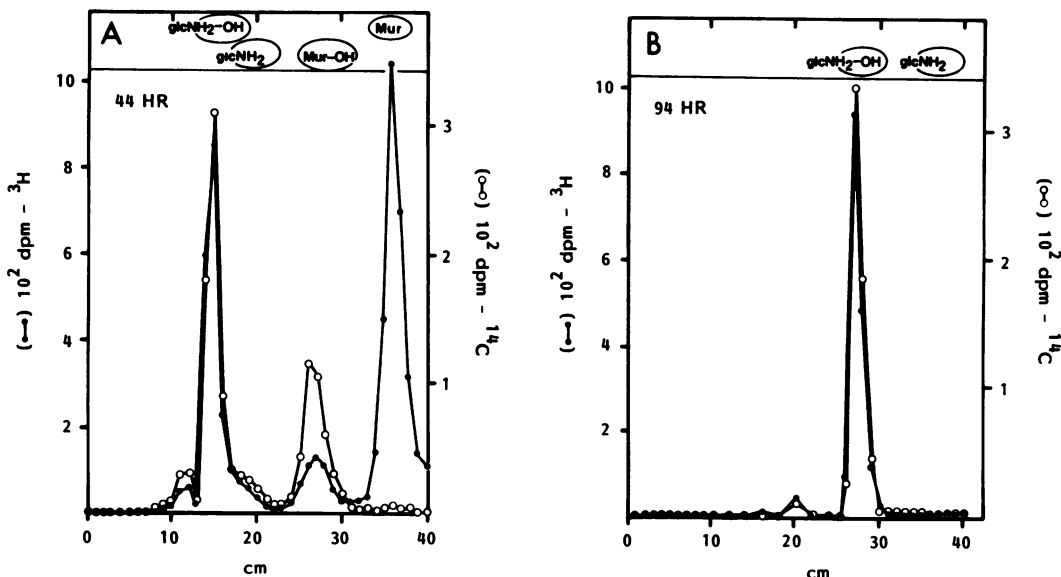 A
glcNH2-OH
glcNH2
Mur-OH
Mur
44 HR
10
8
6
4
2
3
2
1
(•–•) 10² dpm - ³H
(o-o) 10² dpm - ¹⁴C
0 10 20 30 40
cm
B
glcNH2-OH
glcNH2
94 HR
10
8
6
4
2
3
2
1
(•–•) 10² dpm - ³H
(o-o) 10² dpm - ¹⁴C
0 10 20 30 40
cm